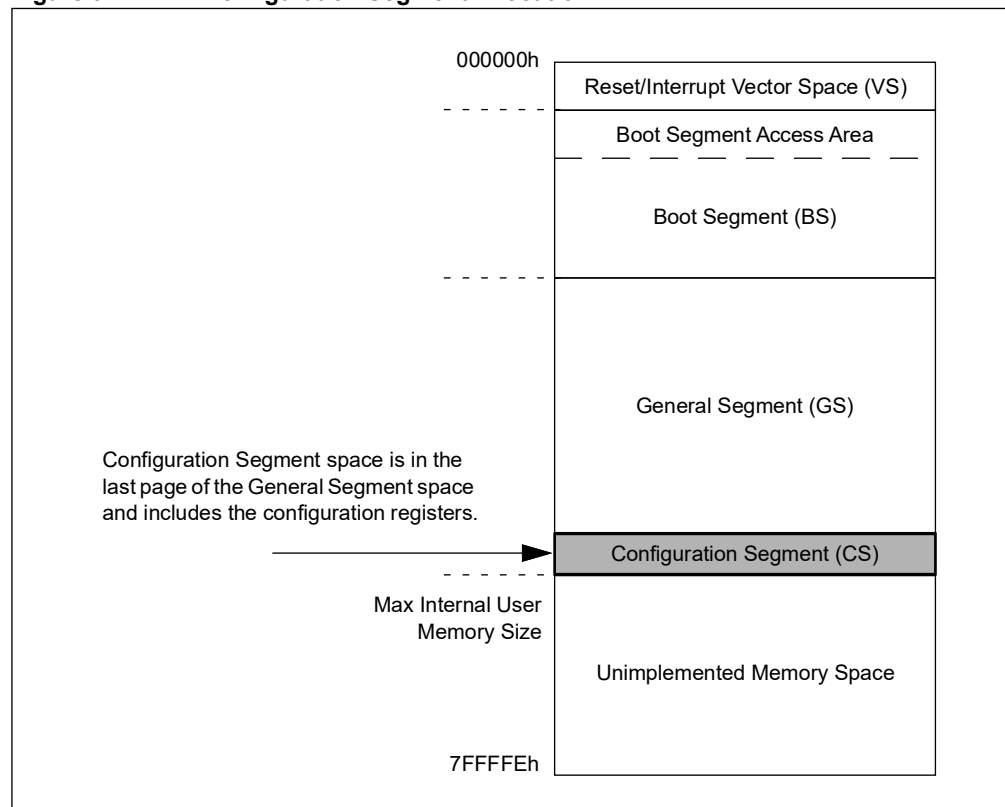 000000h
Reset/Interrupt Vector Space (VS)
Boot Segment Access Area
Boot Segment (BS)
General Segment (GS)
Configuration Segment space is in the
last page of the General Segment space
and includes the configuration registers.
Configuration Segment (CS)
Max Internal User
Memory Size
Unimplemented Memory Space
7FFFFEh